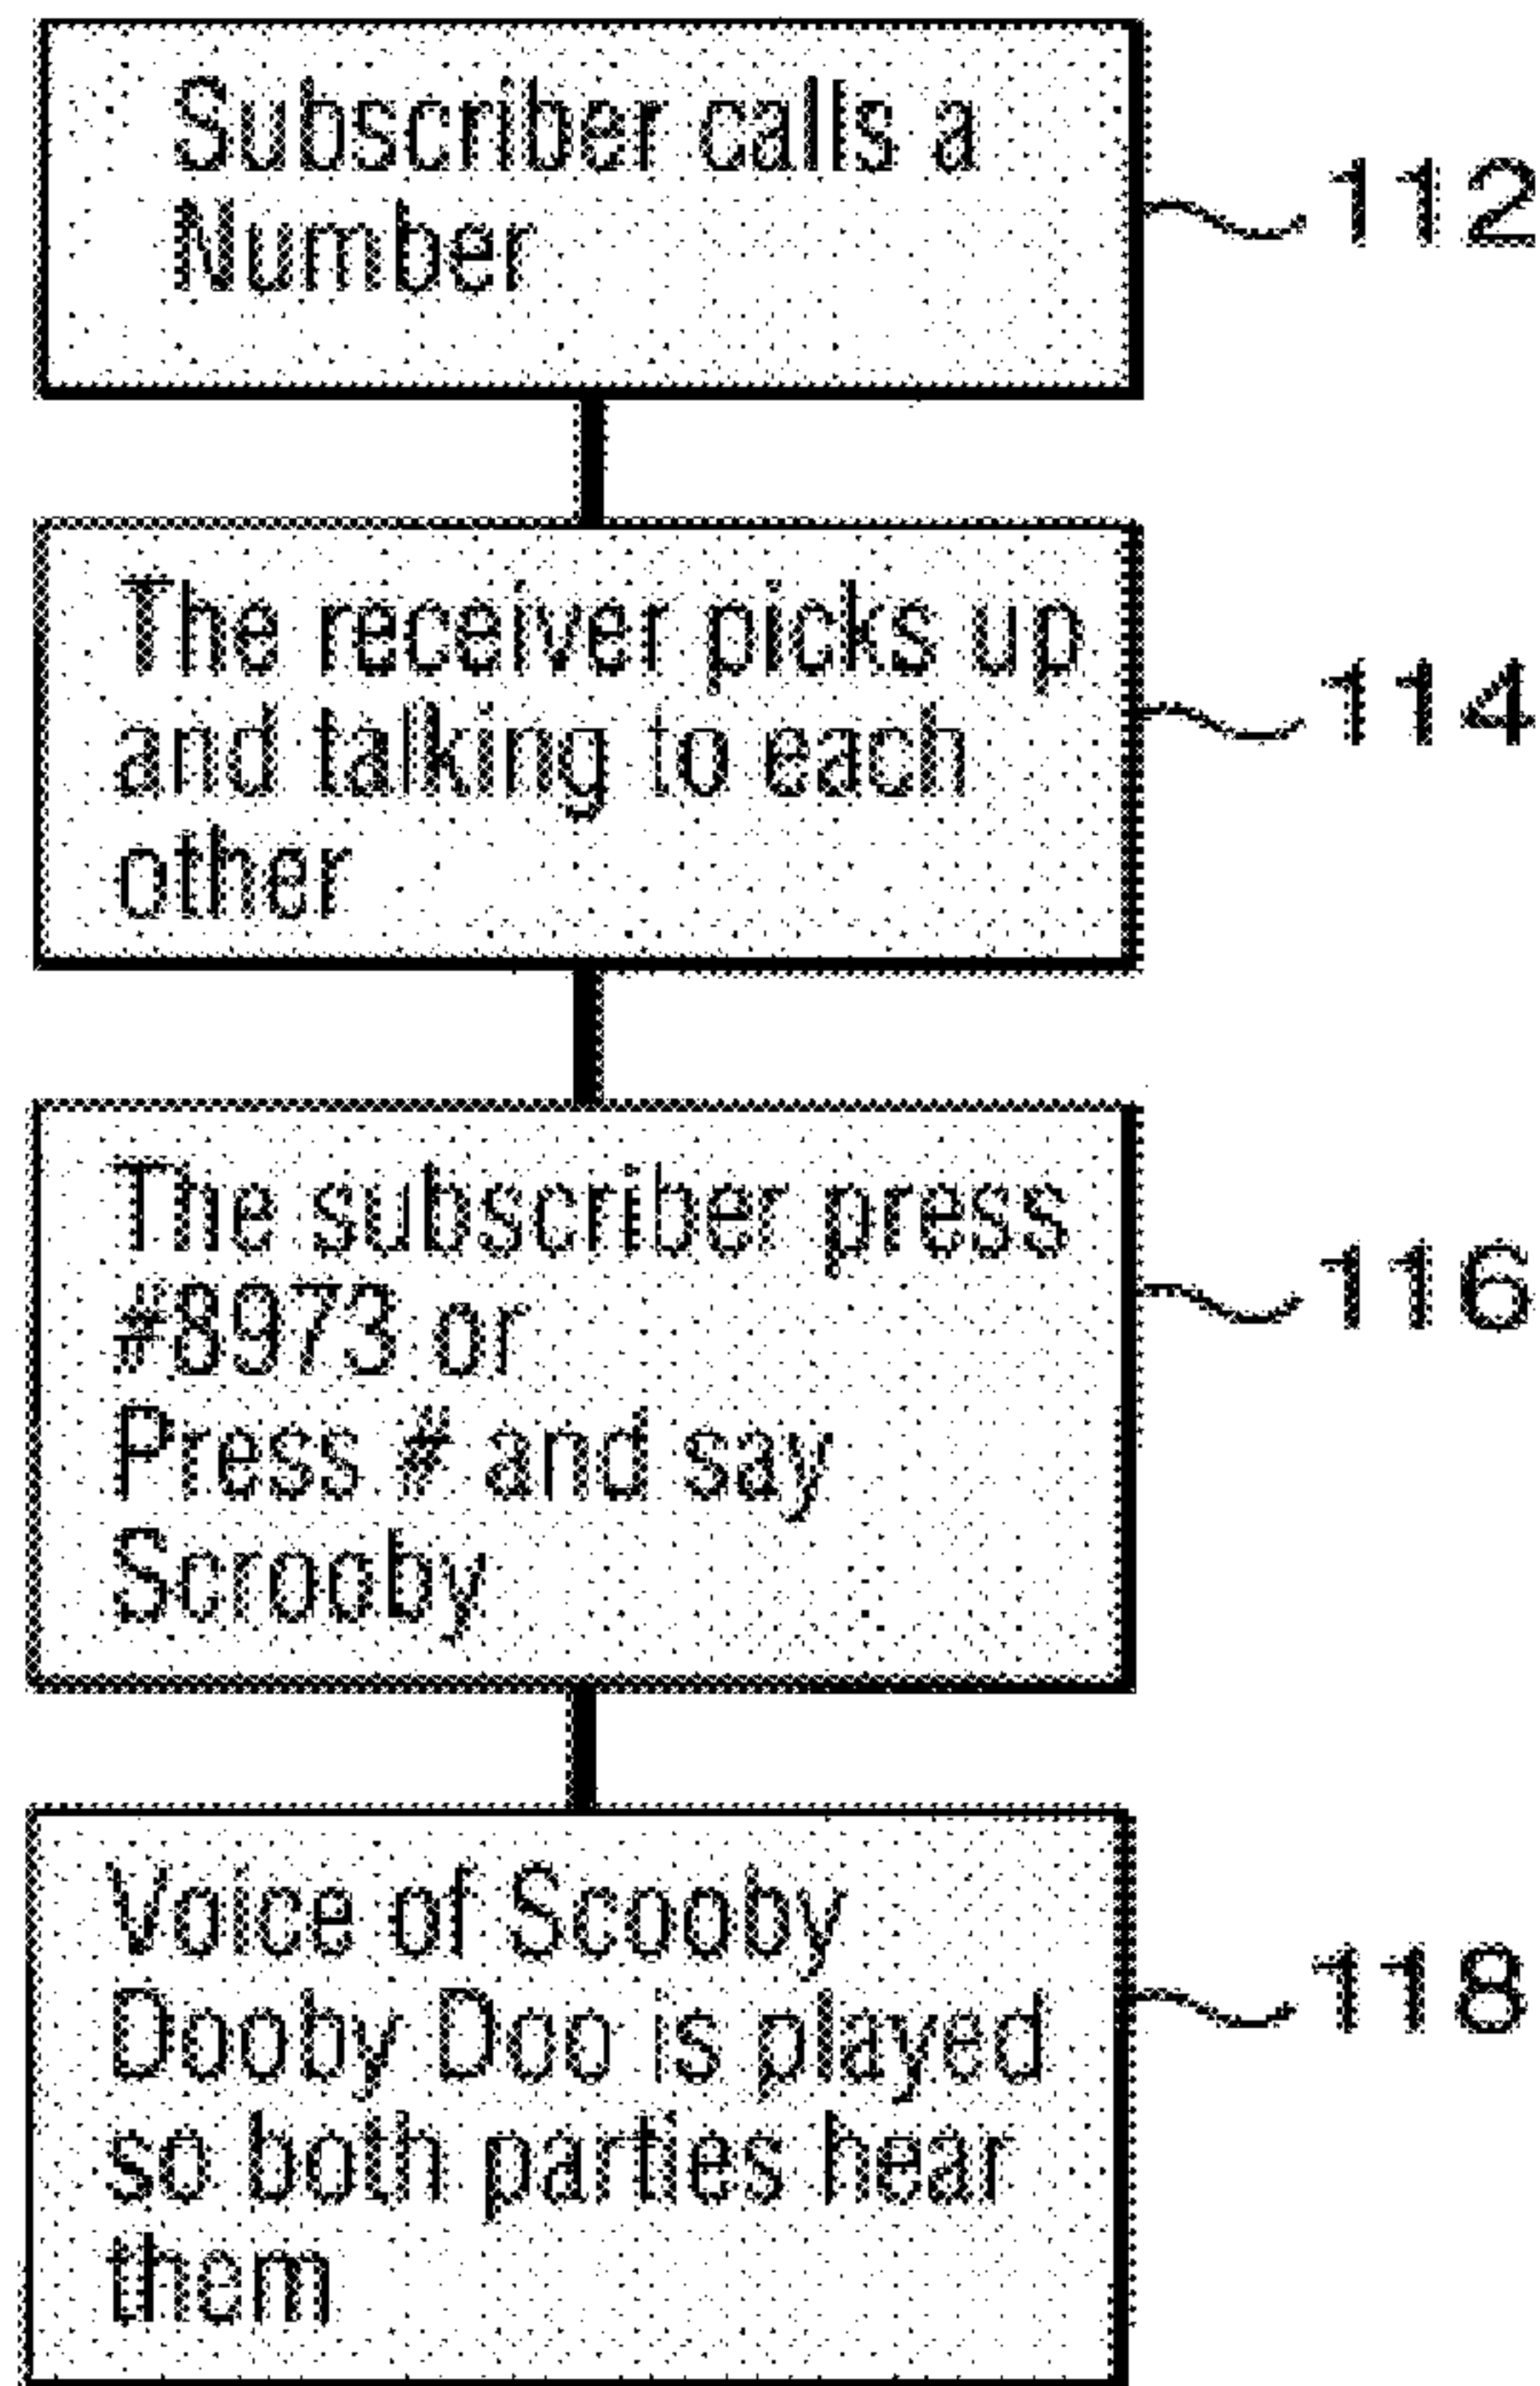 Subscriber calls a
Number
112
The receiver picks up
and talking to each
other
114
The subscriber press
#8973 or
Press # and say
Scrooby
116
Voice of Scooby
Dooby Doo is played
so both parties hear
them
118